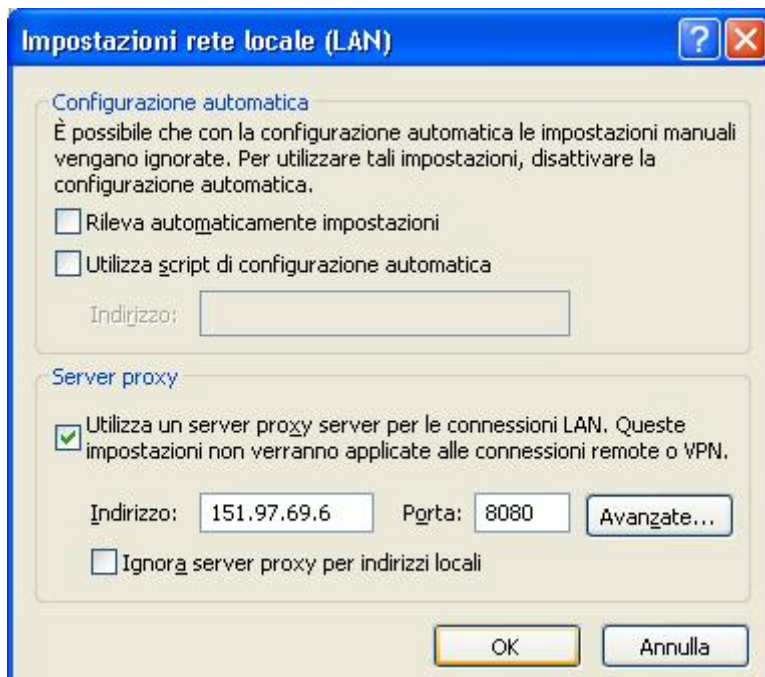 Impostazioni rete locale (LAN)
Configurazione automatica
È possibile che con la configurazione automatica le impostazioni manuali
vengano ignorate. Per utilizzare tali impostazioni, disattivare la
configurazione automatica.
Rileva automaticamente impostazioni
Utilizza script di configurazione automatica
Indirizzo:
Server proxy
Utilizza un server proxy server per le connessioni LAN. Queste
impostazioni non verranno applicate alle connessioni remote o VPN.
Indirizzo: 151.97.69.6 Porta: 8080 Avanzate...
Ignora server proxy per indirizzi locali
OK Annulla